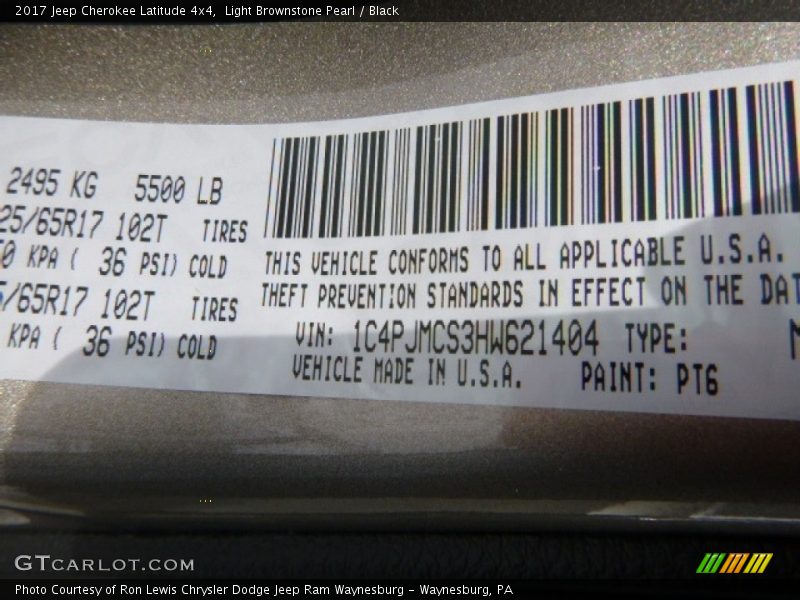 2017 Jeep Cherokee Latitude 4x4, Light Brownstone Pearl / Black
2495 KG 5500 LB
25/65R17 102T TIRES
0 KPA ( 36 PSI) COLD
/65R17 102T TIRES
KPA ( 36 PSI) COLD
THIS VEHICLE CONFORMS TO ALL APPLICABLE U.S.A.
THEFT PREVENTION STANDARDS IN EFFECT ON THE DAT
VIN: 1C4PJMCS3HW621404 TYPE:
VEHICLE MADE IN U.S.A. PAINT: PT6
GTCARLOT.COM
Photo Courtesy of Ron Lewis Chrysler Dodge Jeep Ram Waynesburg - Waynesburg, PA